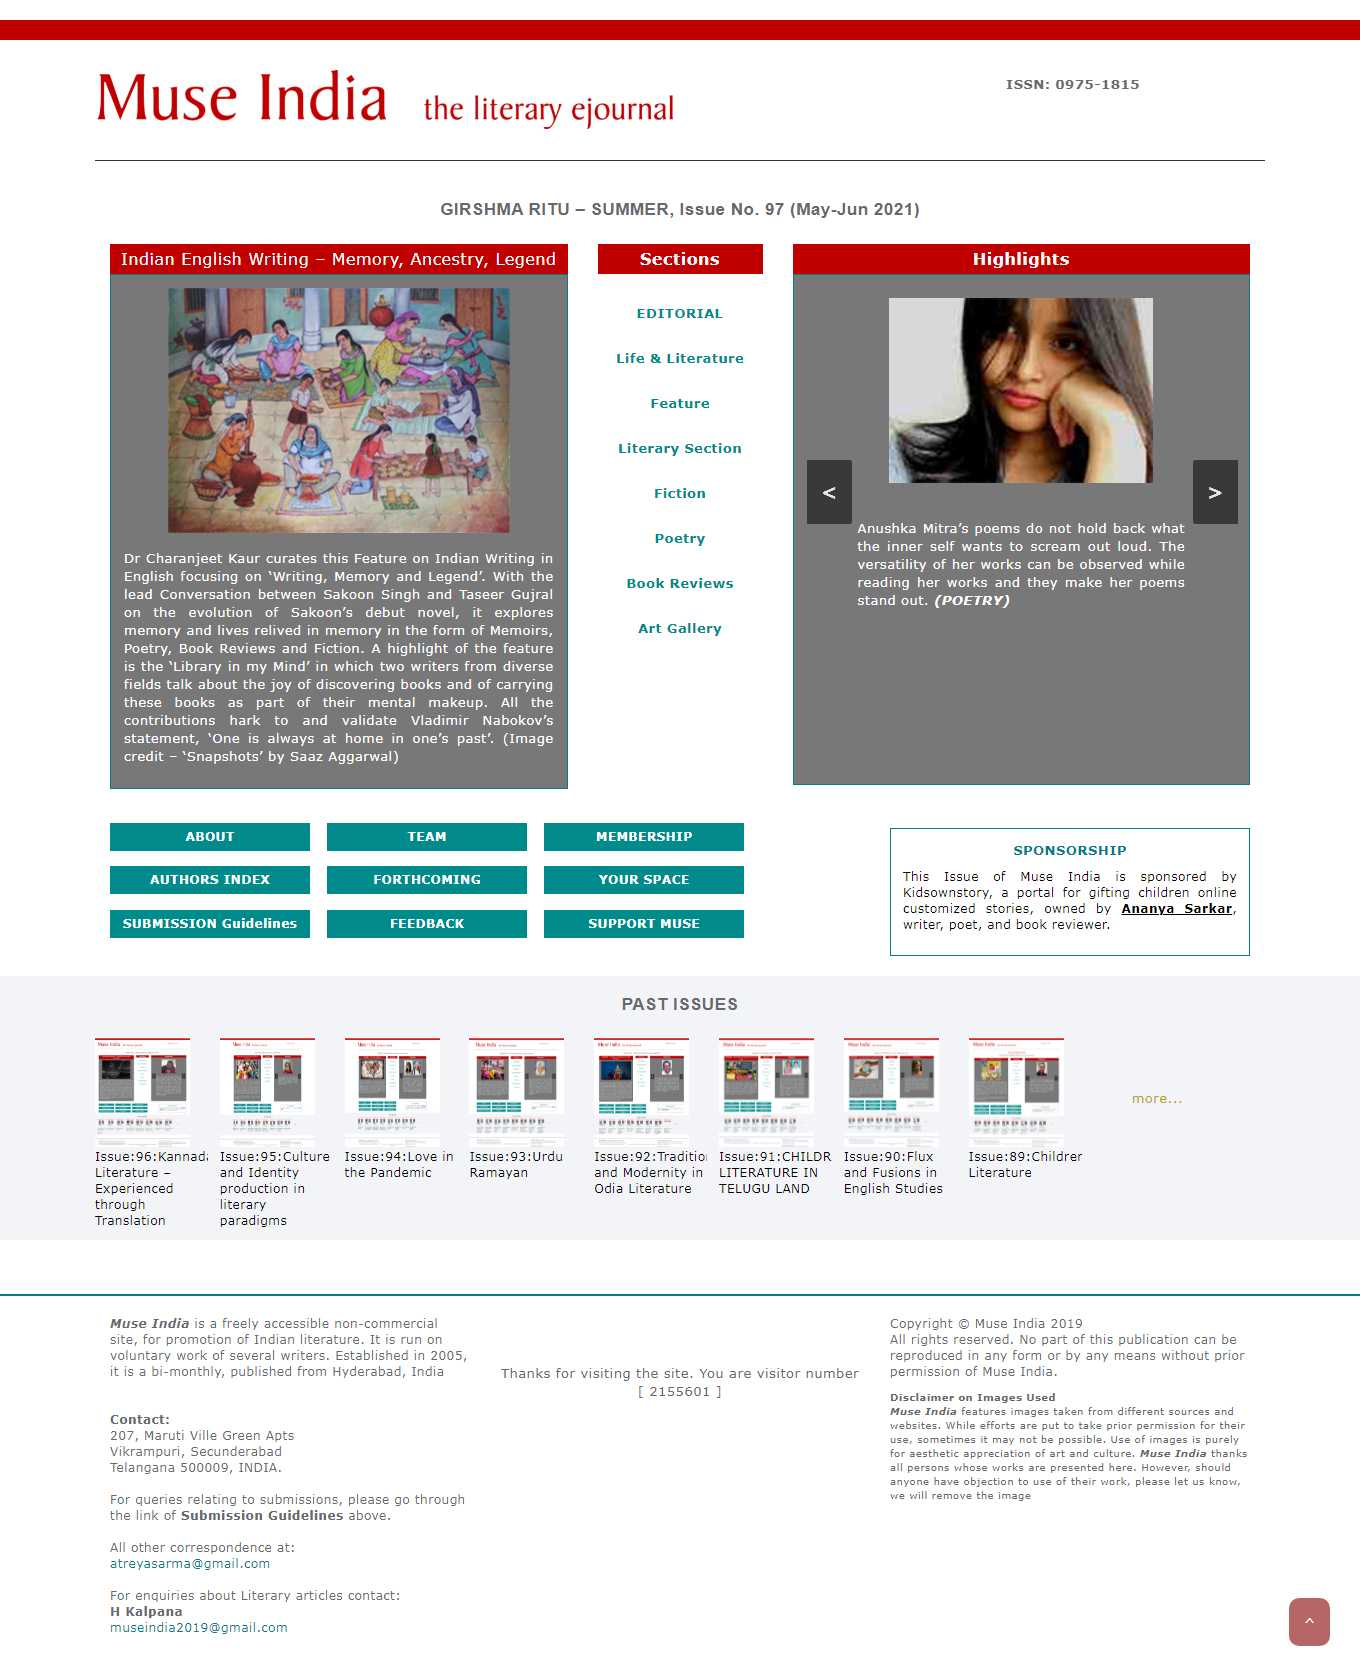 Muse India the literary ejournal
ISSN: 0975-1815
GIRSHMA RITU – SUMMER, Issue No. 97 (May-Jun 2021)
Indian English Writing – Memory, Ancestry, Legend
Dr Charanjeet Kaur curates this Feature on Indian Writing in
English focusing on ‘Writing, Memory and Legend’. With the
lead Conversation between Sakoon Singh and Taseer Gujral
on the evolution of Sakoon’s debut novel, it explores
memory and lives relived in memory in the form of Memoirs,
Poetry, Book Reviews and Fiction. A highlight of the feature
is the ‘Library in my Mind’ in which two writers from diverse
fields talk about the joy of discovering books and of carrying
these books as part of their mental makeup. All the
contributions hark to and validate Vladimir Nabokov’s
statement, ‘One is always at home in one’s past’. (Image
credit – ‘Snapshots’ by Saaz Aggarwal)
Sections
EDITORIAL
Life & Literature
Feature
Literary Section
Fiction
Poetry
Book Reviews
Art Gallery
Highlights
<
>
Anushka Mitra’s poems do not hold back what
the inner self wants to scream out loud. The
versatility of her works can be observed while
reading her works and they make her poems
stand out. (POETRY)
ABOUT
TEAM
MEMBERSHIP
AUTHORS INDEX
FORTHCOMING
YOUR SPACE
SUBMISSION Guidelines
FEEDBACK
SUPPORT MUSE
SPONSORSHIP
This Issue of Muse India is sponsored by
Kidsownstory, a portal for gifting children online
customized stories, owned by Ananya Sarkar,
writer, poet, and book reviewer.
PAST ISSUES
Issue:96:Kannada
Literature –
Experienced
through
Translation
Issue:95:Culture
and Identity
production in
literary
paradigms
Issue:94:Love in
the Pandemic
Issue:93:Urdu
Ramayan
Issue:92:Tradition
and Modernity in
Odia Literature
Issue:91:CHILDR
LITERATURE IN
TELUGU LAND
Issue:90:Flux
and Fusions in
English Studies
Issue:89:Children
Literature
more...
Muse India is a freely accessible non-commercial
site, for promotion of Indian literature. It is run on
voluntary work of several writers. Established in 2005,
it is a bi-monthly, published from Hyderabad, India
Contact:
207, Maruti Ville Green Apts
Vikrampuri, Secunderabad
Telangana 500009, INDIA.
For queries relating to submissions, please go through
the link of Submission Guidelines above.
All other correspondence at:
atreyasarma@gmail.com
For enquiries about Literary articles contact:
H Kalpana
museindia2019@gmail.com
Thanks for visiting the site. You are visitor number
[ 2155601 ]
Copyright © Muse India 2019
All rights reserved. No part of this publication can be
reproduced in any form or by any means without prior
permission of Muse India.
Disclaimer on Images Used
Muse India features images taken from different sources and
websites. While efforts are put to take prior permission for their
use, sometimes it may not be possible. Use of images is purely
for aesthetic appreciation of art and culture. Muse India thanks
all persons whose works are presented here. However, should
anyone have objection to use of their work, please let us know,
we will remove the image
^